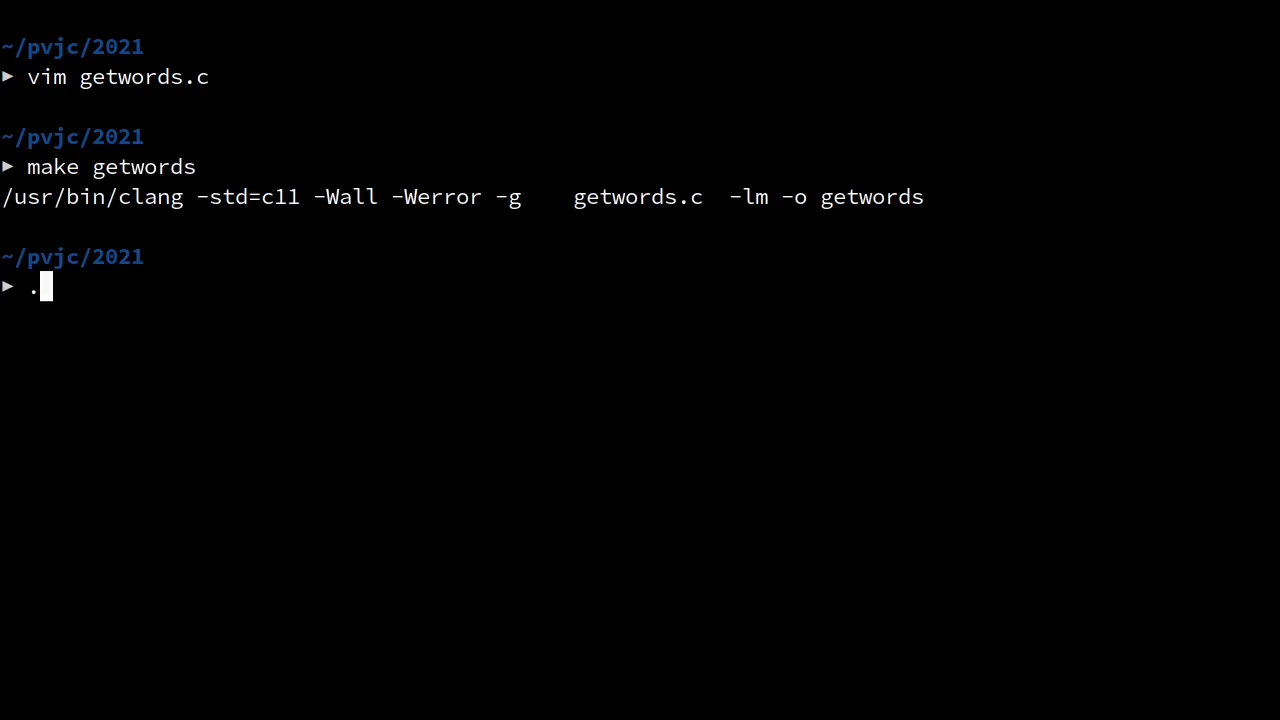 ~/pvjc/2021
▶ vim getwords.c
~/pvjc/2021
▶ make getwords
/usr/bin/clang -std=c11 -Wall -Werror -g    getwords.c  -lm -o getwords
~/pvjc/2021
▶ .